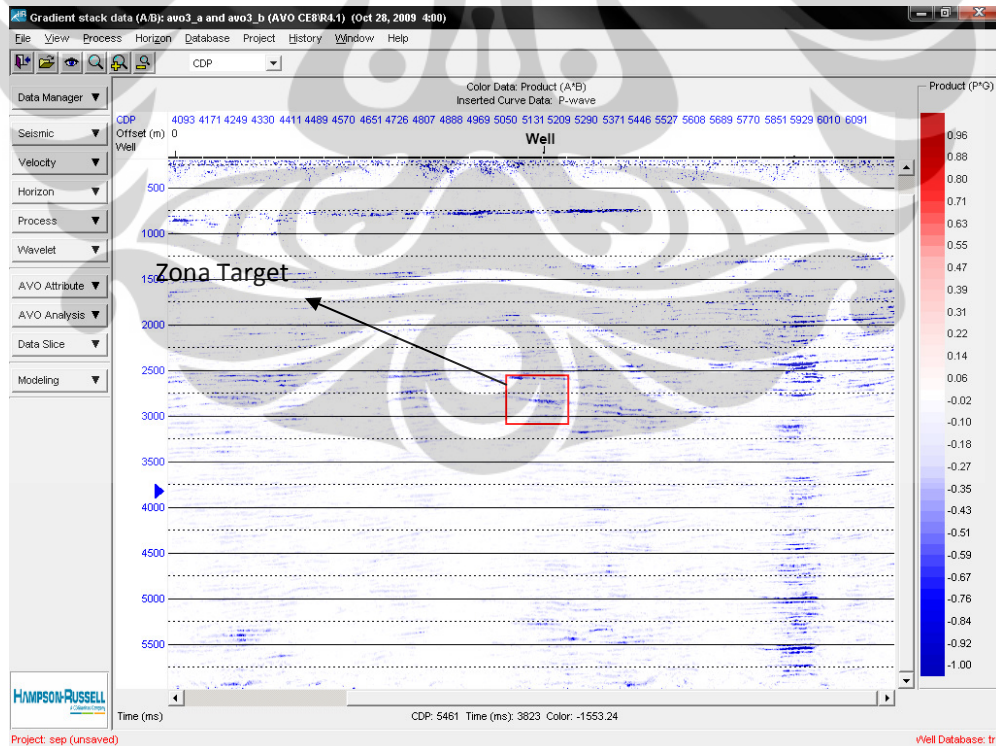 Gradient stack data (A/B): avo3_a and avo3_b (AVO CE8\R4.1) (Oct 28, 2009 4:00)
File View Process Horizon Database Project History Window Help
CDP
Color Data: Product (A*B)
Inserted Curve Data: P-wave
Product (P*G)
Data Manager
Seismic
Velocity
Horizon
Process
Wavelet
AVO Attribute
AVO Analysis
Data Slice
Modeling
CDP 4093 4171 4249 4330 4411 4489 4570 4651 4726 4807 4888 4969 5050 5131 5209 5290 5371 5446 5527 5608 5689 5770 5851 5929 6010 6091
Offset (m) 0
Well
Well
500
1000
Zona Target
1500
2000
2500
3000
3500
4000
4500
5000
5500
0.96
0.88
0.80
0.71
0.63
0.55
0.47
0.39
0.31
0.22
0.14
0.06
-0.02
-0.10
-0.18
-0.27
-0.35
-0.43
-0.51
-0.59
-0.67
-0.76
-0.84
-0.92
-1.00
HAMPSON-RUSSELL
Time (ms)
CDP: 5461 Time (ms): 3823 Color: -1553.24
Project: sep (unsaved)
Well Database: tr